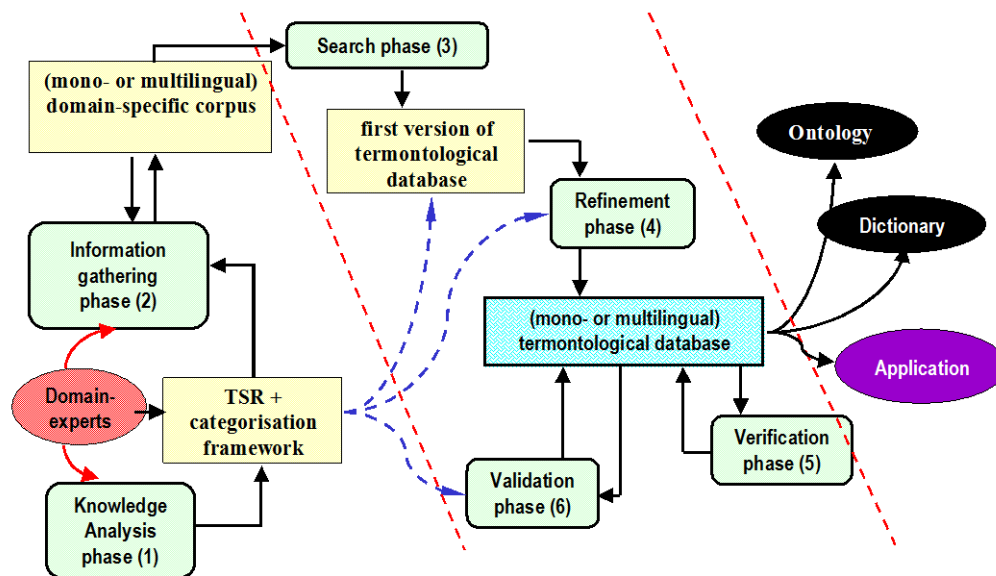 Search phase (3)
(mono- or multilingual)
domain-specific corpus
first version of
termontological
database
Ontology
Refinement
phase (4)
Dictionary
Information
gathering
phase (2)
(mono- or multilingual)
termontological database
Application
Domain-
experts
TSR +
categorisation
framework
Verification
phase (5)
Validation
phase (6)
Knowledge
Analysis
phase (1)